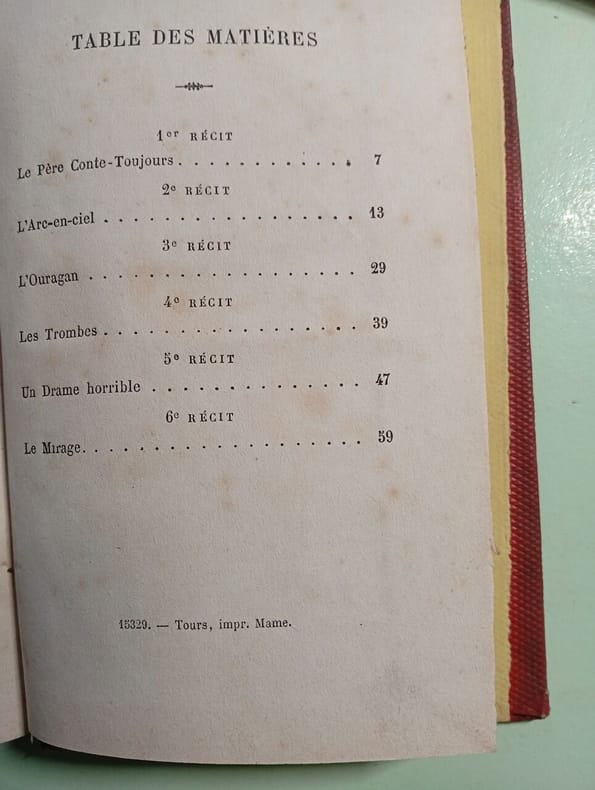 TABLE DES MATIÈRES
1er RÉCIT
Le Père Conte-Toujours . . . . . . . . . . . . 7
2e RÉCIT
L'Arc-en-ciel . . . . . . . . . . . . . . . . . 13
3e RÉCIT
L'Ouragan . . . . . . . . . . . . . . . . . . 29
4e RÉCIT
Les Trombes . . . . . . . . . . . . . . . . . 39
5e RÉCIT
Un Drame horrible . . . . . . . . . . . . . . 47
6e RÉCIT
Le Mirage. . . . . . . . . . . . . . . . . . . 59
15329. — Tours, impr. Mame.